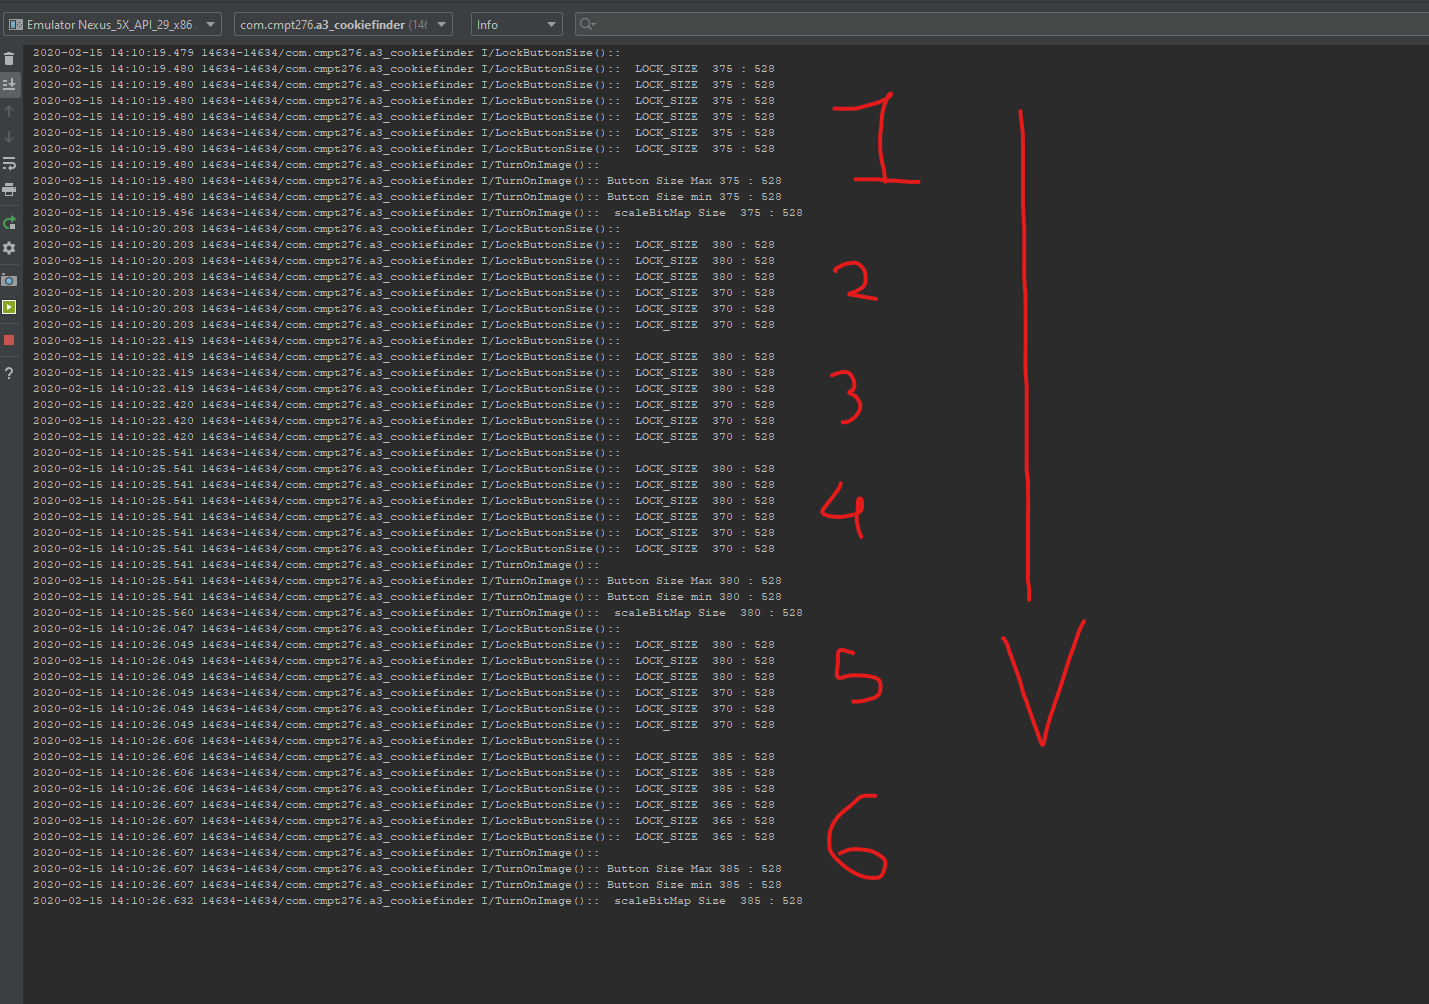 Emulator Nexus_5X_API_29_x86 com.cmpt276.a3_cookiefinder (14 Info
2020-02-15 14:10:19.479 14634-14634/com.cmpt276.a3_cookiefinder I/LockButtonSize()::
2020-02-15 14:10:19.480 14634-14634/com.cmpt276.a3_cookiefinder I/LockButtonSize():: LOCK_SIZE 375 : 528
2020-02-15 14:10:19.480 14634-14634/com.cmpt276.a3_cookiefinder I/LockButtonSize():: LOCK_SIZE 375 : 528
2020-02-15 14:10:19.480 14634-14634/com.cmpt276.a3_cookiefinder I/LockButtonSize():: LOCK_SIZE 375 : 528
2020-02-15 14:10:19.480 14634-14634/com.cmpt276.a3_cookiefinder I/LockButtonSize():: LOCK_SIZE 375 : 528
2020-02-15 14:10:19.480 14634-14634/com.cmpt276.a3_cookiefinder I/LockButtonSize():: LOCK_SIZE 375 : 528
2020-02-15 14:10:19.480 14634-14634/com.cmpt276.a3_cookiefinder I/LockButtonSize():: LOCK_SIZE 375 : 528
1
2020-02-15 14:10:19.480 14634-14634/com.cmpt276.a3_cookiefinder I/TurnOnImage()::
2020-02-15 14:10:19.480 14634-14634/com.cmpt276.a3_cookiefinder I/TurnOnImage():: Button Size Max 375 : 528
2020-02-15 14:10:19.480 14634-14634/com.cmpt276.a3_cookiefinder I/TurnOnImage():: Button Size min 375 : 528
2020-02-15 14:10:19.496 14634-14634/com.cmpt276.a3_cookiefinder I/TurnOnImage():: scaleBitMap Size 375 : 528
2020-02-15 14:10:20.203 14634-14634/com.cmpt276.a3_cookiefinder I/LockButtonSize()::
2020-02-15 14:10:20.203 14634-14634/com.cmpt276.a3_cookiefinder I/LockButtonSize():: LOCK_SIZE 380 : 528
2020-02-15 14:10:20.203 14634-14634/com.cmpt276.a3_cookiefinder I/LockButtonSize():: LOCK_SIZE 380 : 528
2020-02-15 14:10:20.203 14634-14634/com.cmpt276.a3_cookiefinder I/LockButtonSize():: LOCK_SIZE 380 : 528
2
2020-02-15 14:10:20.203 14634-14634/com.cmpt276.a3_cookiefinder I/LockButtonSize():: LOCK_SIZE 370 : 528
2020-02-15 14:10:20.203 14634-14634/com.cmpt276.a3_cookiefinder I/LockButtonSize():: LOCK_SIZE 370 : 528
2020-02-15 14:10:20.203 14634-14634/com.cmpt276.a3_cookiefinder I/LockButtonSize():: LOCK_SIZE 370 : 528
2020-02-15 14:10:22.419 14634-14634/com.cmpt276.a3_cookiefinder I/LockButtonSize()::
2020-02-15 14:10:22.419 14634-14634/com.cmpt276.a3_cookiefinder I/LockButtonSize():: LOCK_SIZE 380 : 528
2020-02-15 14:10:22.419 14634-14634/com.cmpt276.a3_cookiefinder I/LockButtonSize():: LOCK_SIZE 380 : 528
2020-02-15 14:10:22.419 14634-14634/com.cmpt276.a3_cookiefinder I/LockButtonSize():: LOCK_SIZE 380 : 528
3
2020-02-15 14:10:22.420 14634-14634/com.cmpt276.a3_cookiefinder I/LockButtonSize():: LOCK_SIZE 370 : 528
2020-02-15 14:10:22.420 14634-14634/com.cmpt276.a3_cookiefinder I/LockButtonSize():: LOCK_SIZE 370 : 528
2020-02-15 14:10:22.420 14634-14634/com.cmpt276.a3_cookiefinder I/LockButtonSize():: LOCK_SIZE 370 : 528
2020-02-15 14:10:25.541 14634-14634/com.cmpt276.a3_cookiefinder I/LockButtonSize()::
2020-02-15 14:10:25.541 14634-14634/com.cmpt276.a3_cookiefinder I/LockButtonSize():: LOCK_SIZE 380 : 528
2020-02-15 14:10:25.541 14634-14634/com.cmpt276.a3_cookiefinder I/LockButtonSize():: LOCK_SIZE 380 : 528
2020-02-15 14:10:25.541 14634-14634/com.cmpt276.a3_cookiefinder I/LockButtonSize():: LOCK_SIZE 380 : 528
4
2020-02-15 14:10:25.541 14634-14634/com.cmpt276.a3_cookiefinder I/LockButtonSize():: LOCK_SIZE 370 : 528
2020-02-15 14:10:25.541 14634-14634/com.cmpt276.a3_cookiefinder I/LockButtonSize():: LOCK_SIZE 370 : 528
2020-02-15 14:10:25.541 14634-14634/com.cmpt276.a3_cookiefinder I/LockButtonSize():: LOCK_SIZE 370 : 528
2020-02-15 14:10:25.541 14634-14634/com.cmpt276.a3_cookiefinder I/TurnOnImage()::
2020-02-15 14:10:25.541 14634-14634/com.cmpt276.a3_cookiefinder I/TurnOnImage():: Button Size Max 380 : 528
2020-02-15 14:10:25.541 14634-14634/com.cmpt276.a3_cookiefinder I/TurnOnImage():: Button Size min 380 : 528
2020-02-15 14:10:25.560 14634-14634/com.cmpt276.a3_cookiefinder I/TurnOnImage():: scaleBitMap Size 380 : 528
2020-02-15 14:10:26.047 14634-14634/com.cmpt276.a3_cookiefinder I/LockButtonSize()::
2020-02-15 14:10:26.049 14634-14634/com.cmpt276.a3_cookiefinder I/LockButtonSize():: LOCK_SIZE 380 : 528
2020-02-15 14:10:26.049 14634-14634/com.cmpt276.a3_cookiefinder I/LockButtonSize():: LOCK_SIZE 380 : 528
2020-02-15 14:10:26.049 14634-14634/com.cmpt276.a3_cookiefinder I/LockButtonSize():: LOCK_SIZE 380 : 528
5
2020-02-15 14:10:26.049 14634-14634/com.cmpt276.a3_cookiefinder I/LockButtonSize():: LOCK_SIZE 370 : 528
2020-02-15 14:10:26.049 14634-14634/com.cmpt276.a3_cookiefinder I/LockButtonSize():: LOCK_SIZE 370 : 528
2020-02-15 14:10:26.049 14634-14634/com.cmpt276.a3_cookiefinder I/LockButtonSize():: LOCK_SIZE 370 : 528
2020-02-15 14:10:26.606 14634-14634/com.cmpt276.a3_cookiefinder I/LockButtonSize()::
2020-02-15 14:10:26.606 14634-14634/com.cmpt276.a3_cookiefinder I/LockButtonSize():: LOCK_SIZE 385 : 528
2020-02-15 14:10:26.606 14634-14634/com.cmpt276.a3_cookiefinder I/LockButtonSize():: LOCK_SIZE 385 : 528
2020-02-15 14:10:26.606 14634-14634/com.cmpt276.a3_cookiefinder I/LockButtonSize():: LOCK_SIZE 385 : 528
2020-02-15 14:10:26.607 14634-14634/com.cmpt276.a3_cookiefinder I/LockButtonSize():: LOCK_SIZE 365 : 528
2020-02-15 14:10:26.607 14634-14634/com.cmpt276.a3_cookiefinder I/LockButtonSize():: LOCK_SIZE 365 : 528
2020-02-15 14:10:26.607 14634-14634/com.cmpt276.a3_cookiefinder I/LockButtonSize():: LOCK_SIZE 365 : 528
6
2020-02-15 14:10:26.607 14634-14634/com.cmpt276.a3_cookiefinder I/TurnOnImage()::
2020-02-15 14:10:26.607 14634-14634/com.cmpt276.a3_cookiefinder I/TurnOnImage():: Button Size Max 385 : 528
2020-02-15 14:10:26.607 14634-14634/com.cmpt276.a3_cookiefinder I/TurnOnImage():: Button Size min 385 : 528
2020-02-15 14:10:26.632 14634-14634/com.cmpt276.a3_cookiefinder I/TurnOnImage():: scaleBitMap Size 385 : 528